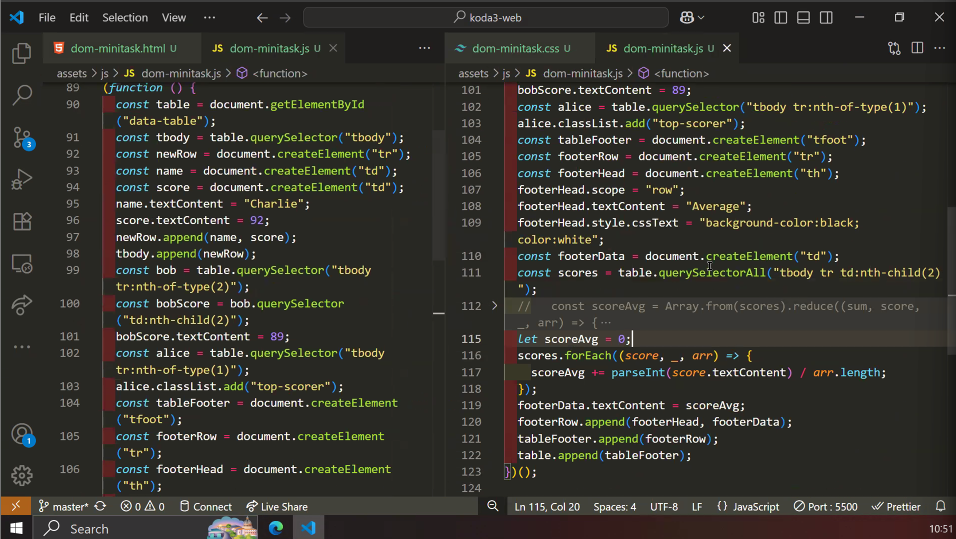 File Edit Selection View ··· koda3-web
dom-minitask.html U JS dom-minitask.js U ···
dom-minitask.css U JS dom-minitask.js U ···
assets > js > JS dom-minitask.js > <function>
assets > js > JS dom-minitask.js > <function>
89 (function () {
90 const table = document.getElementById
("data-table");
91 const tbody = table.querySelector("tbody");
92 const newRow = document.createElement("tr");
93 const name = document.createElement("td");
94 const score = document.createElement("td");
95 name.textContent = "Charlie";
96 score.textContent = 92;
97 newRow.append(name, score);
98 tbody.append(newRow);
99 const bob = table.querySelector("tbody
tr:nth-of-type(2)");
100 const bobScore = bob.querySelector
("td:nth-child(2)");
101 bobScore.textContent = 89;
102 const alice = table.querySelector("tbody
tr:nth-of-type(1)");
103 alice.classList.add("top-scorer");
104 const tableFooter = document.createElement
("tfoot");
105 const footerRow = document.createElement
("tr");
106 const footerHead = document.createElement
("th");
101 bobScore.textContent = 89;
102 const alice = table.querySelector("tbody tr:nth-of-type(1)");
103 alice.classList.add("top-scorer");
104 const tableFooter = document.createElement("tfoot");
105 const footerRow = document.createElement("tr");
106 const footerHead = document.createElement("th");
107 footerHead.scope = "row";
108 footerHead.textContent = "Average";
109 footerHead.style.cssText = "background-color:black;
color:white";
110 const footerData = document.createElement("td");
111 const scores = table.querySelectorAll("tbody tr td:nth-child(2)
");
112 // const scoreAvg = Array.from(scores).reduce((sum, score,
_, arr) => {···
115 let scoreAvg = 0;
116 scores.forEach((score, _, arr) => {
117 scoreAvg += parseInt(score.textContent) / arr.length;
118 });
119 footerData.textContent = scoreAvg;
120 footerRow.append(footerHead, footerData);
121 tableFooter.append(footerRow);
122 table.append(tableFooter);
123 })();
124
3
1
master* 0 0 Connect Live Share Ln 115, Col 20 Spaces: 4 UTF-8 LF {} JavaScript Port : 5500 Prettier
Search 10:51